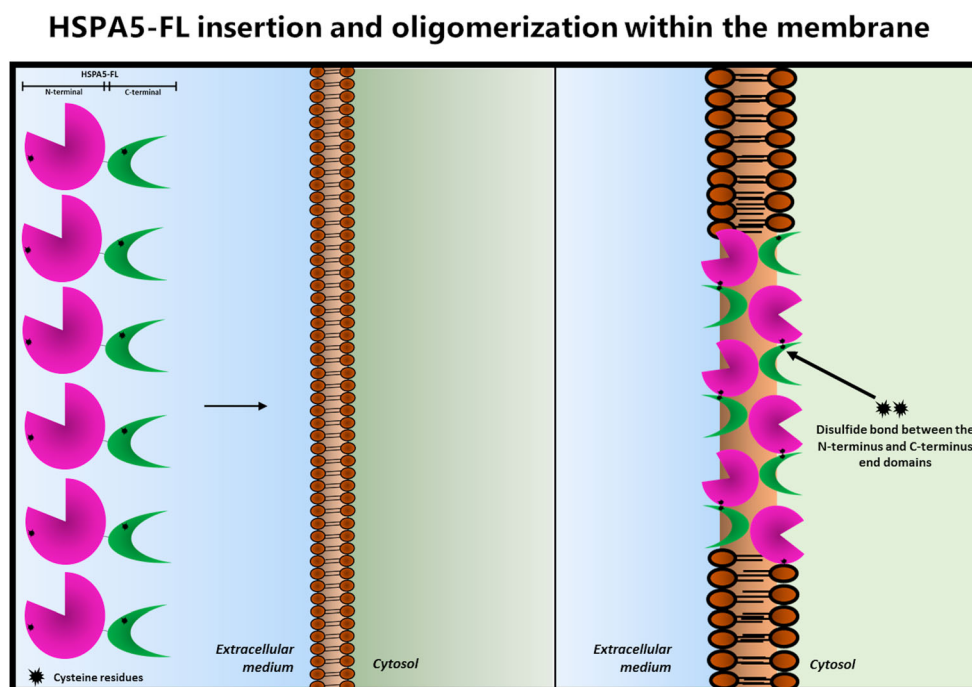 HSPA5-FL insertion and oligomerization within the membrane
HSPA5-FL
N-terminal
C-terminal
Extracellular
medium
Cytosol
Cysteine residues
Disulfide bond between the
N-terminus and C-terminus
end domains
Extracellular
medium
Cytosol